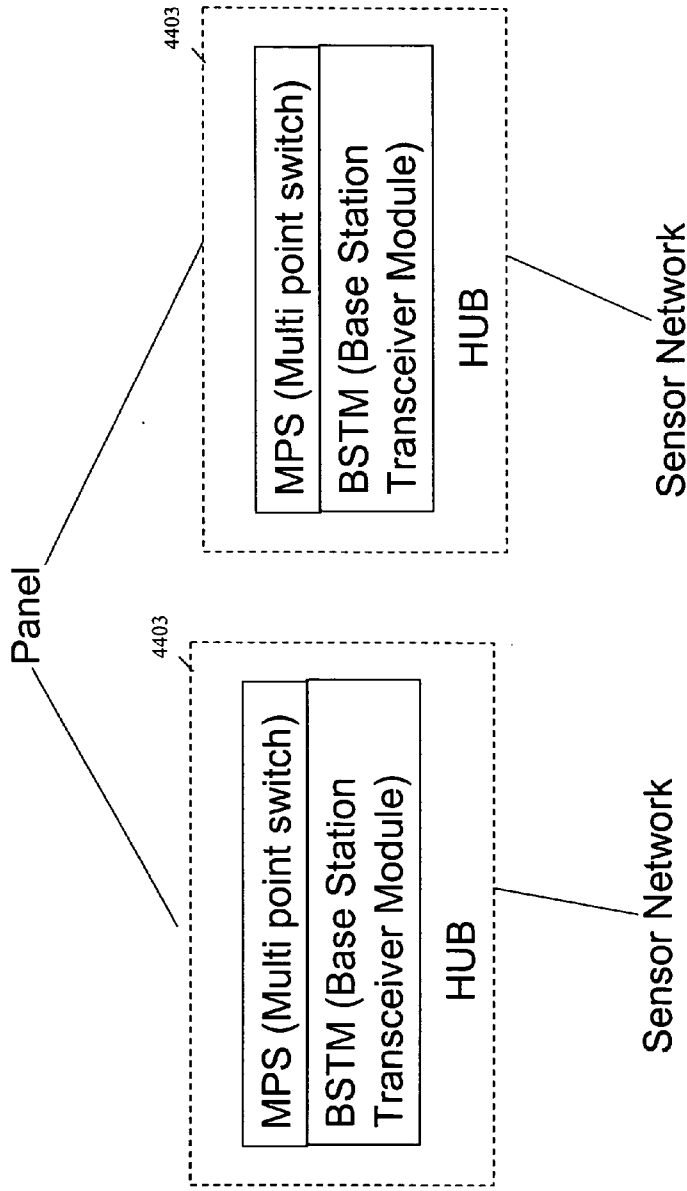 Panel
4403
MPS (Multi point switch)
BSTM (Base Station
Transceiver Module)
HUB
Sensor Network
4403
MPS (Multi point switch)
BSTM (Base Station
Transceiver Module)
HUB
Sensor Network